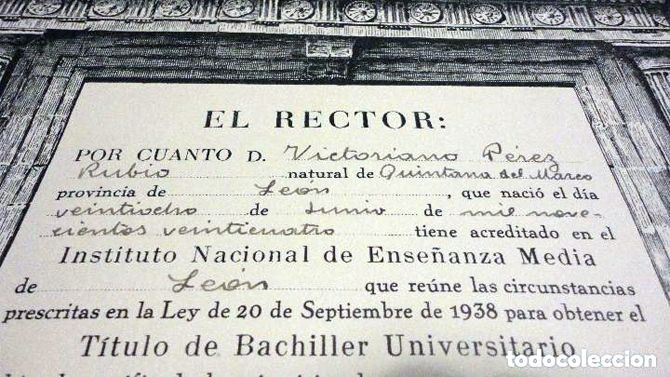 EL RECTOR:
POR CUANTO D. Victoriano Pérez
Rubio natural de Quintana del Marco
provincia de León, que nació el día
veintiocho de Junio de mil nove-
cientos veinticuatro tiene acreditado en el
Instituto Nacional de Enseñanza Media
de León que reúne las circunstancias
prescritas en la Ley de 20 de Septiembre de 1938 para obtener el
Título de Bachiller Universitario
todocoleccion